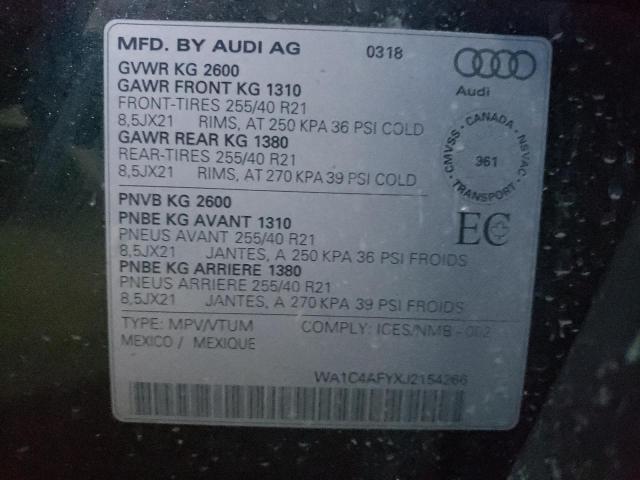 MFD. BY AUDI AG 0318
GVWR KG 2600
GAWR FRONT KG 1310
FRONT-TIRES 255/40 R21
8,5JX21 RIMS, AT 250 KPA 36 PSI COLD
GAWR REAR KG 1380
REAR-TIRES 255/40 R21
8,5JX21 RIMS, AT 270 KPA 39 PSI COLD
Audi
CMVSS - CANADA - NSVAC - TRANSPORT -
361
EC
PNVB KG 2600
PNBE KG AVANT 1310
PNEUS AVANT 255/40 R21
8,5JX21 JANTES, A 250 KPA 36 PSI FROIDS
PNBE KG ARRIERE 1380
PNEUS ARRIERE 255/40 R21
8,5JX21 JANTES, A 270 KPA 39 PSI FROIDS
TYPE: MPV/VTUM COMPLY: ICES/NMB - 002
MEXICO / MEXIQUE
WA1C4AFYXJ2154266